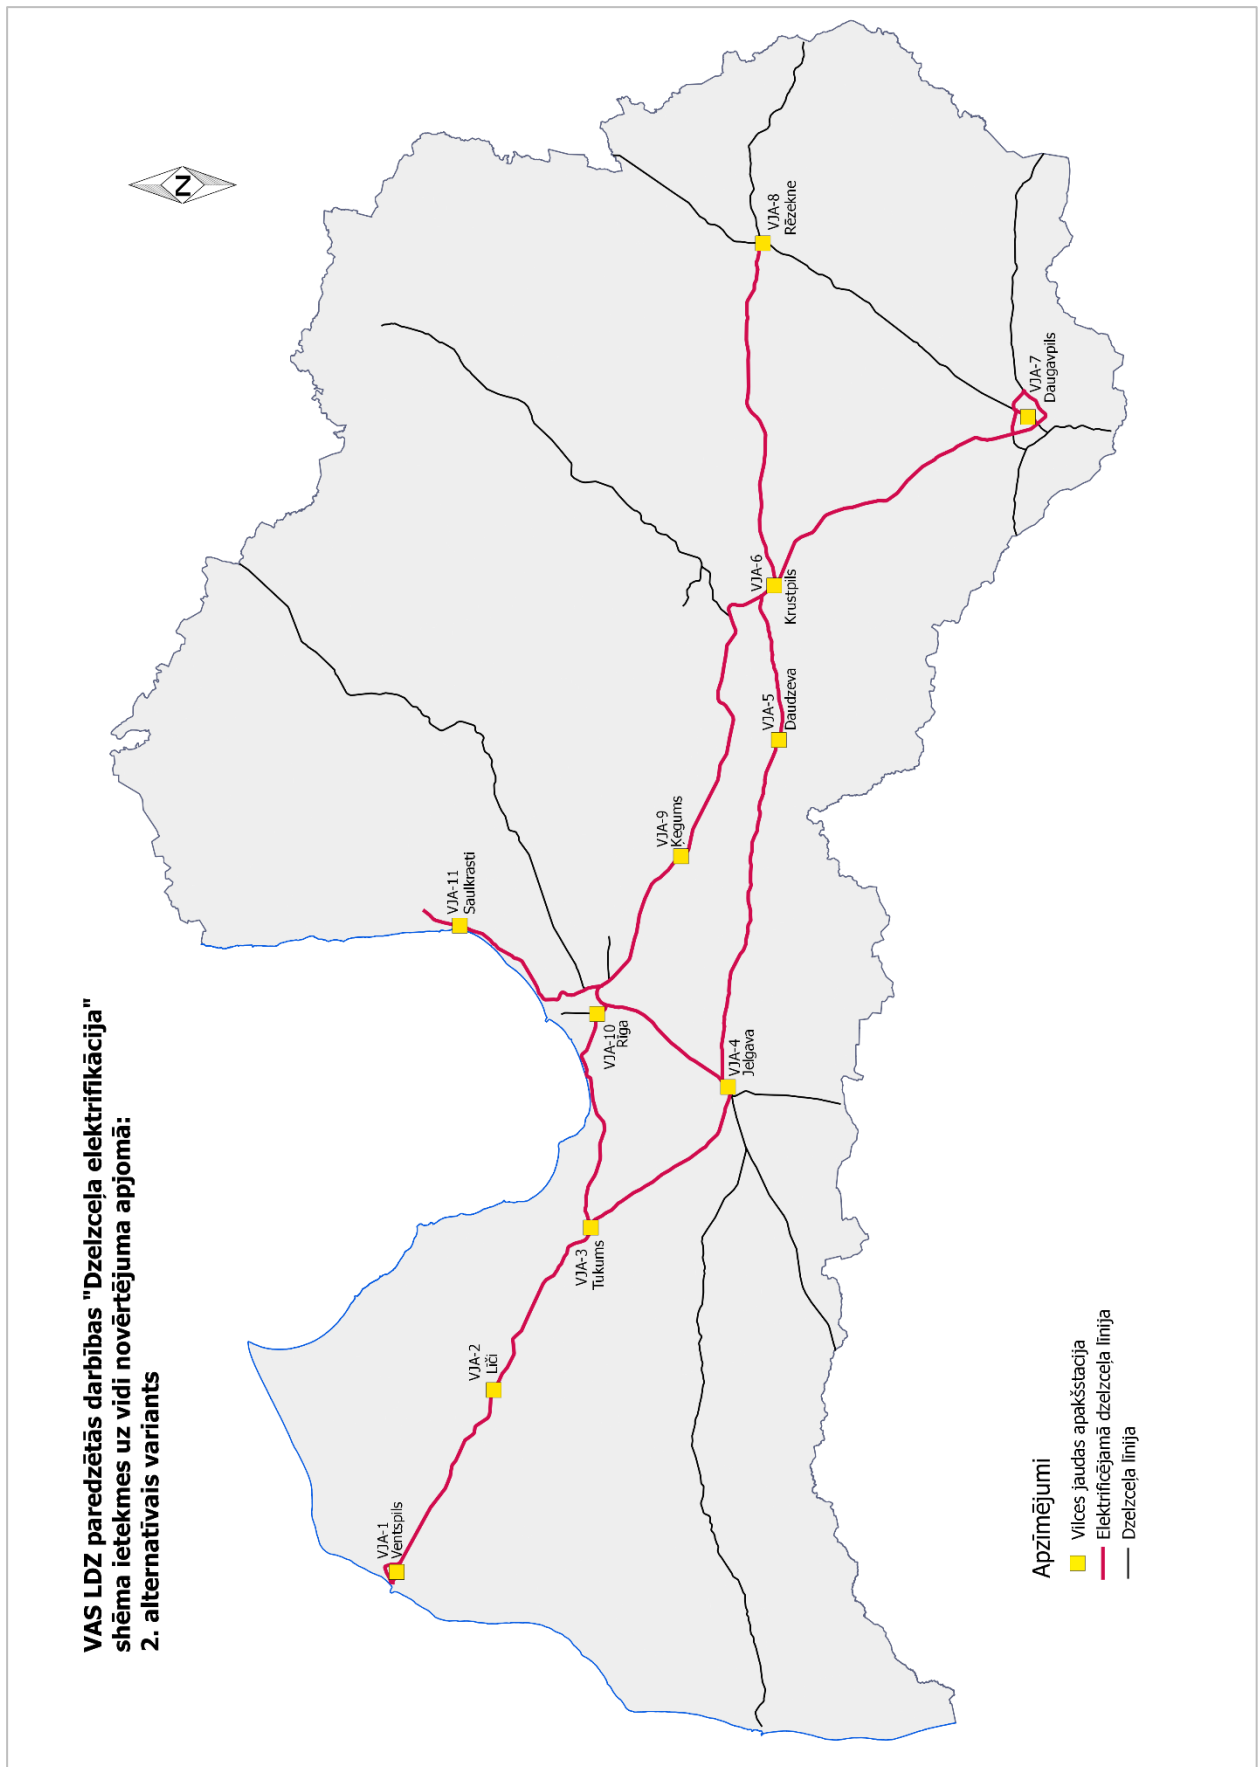 VAS LDZ paredzētās darbības "Dzelzceļa elektrifikācija"
shēma ietekmes uz vidi novērtējuma apjomā:
2. alternatīvais variants
N
VJA-1
Ventspils
VJA-2
Līči
VJA-3
Tukums
VJA-4
Jelgava
VJA-10
Rīga
VJA-11
Saulkrasti
VJA-9
Ķegums
VJA-5
Daudzeva
VJA-6
Krustpils
VJA-7
Daugavpils
VJA-8
Rēzekne
Apzīmējumi
Vilces jaudas apakšstacija
Elektrificējamā dzelzceļa līnija
Dzelzceļa līnija